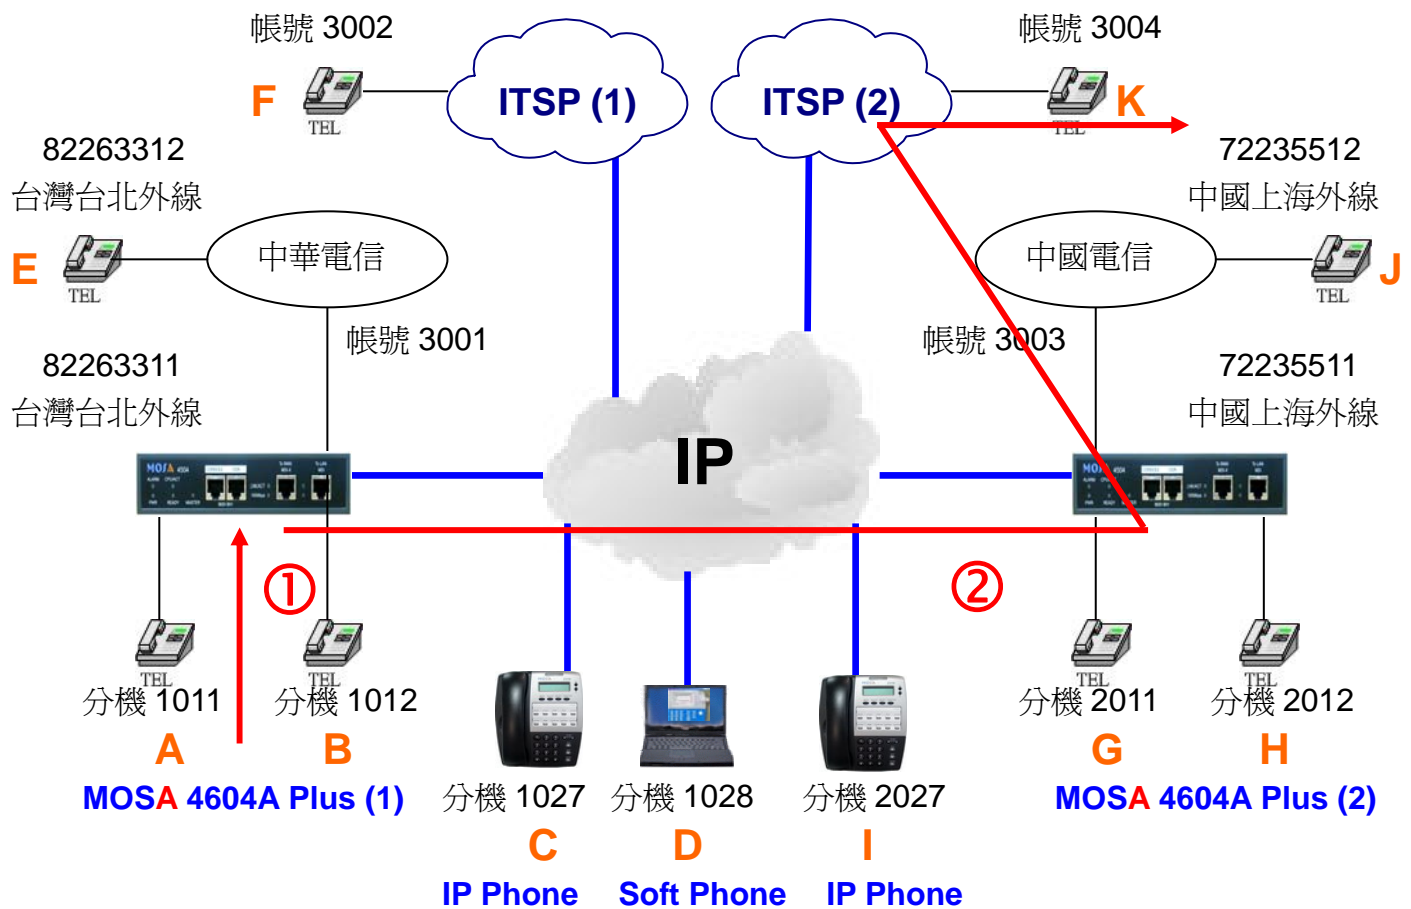 帳號 3002
帳號 3004
F
TEL
ITSP (1)
ITSP (2)
TEL
K
82263312
台灣台北外線
72235512
中國上海外線
E
TEL
中華電信
中國電信
TEL
J
帳號 3001
帳號 3003
82263311
台灣台北外線
72235511
中國上海外線
IP
MOSA 4504
MOSA 4504
①
②
TEL
TEL
TEL
TEL
分機 1011
分機 1012
分機 2011
分機 2012
A
B
G
H
MOSA 4604A Plus (1)
分機 1027
分機 1028
分機 2027
MOSA 4604A Plus (2)
C
D
I
IP Phone
Soft Phone
IP Phone